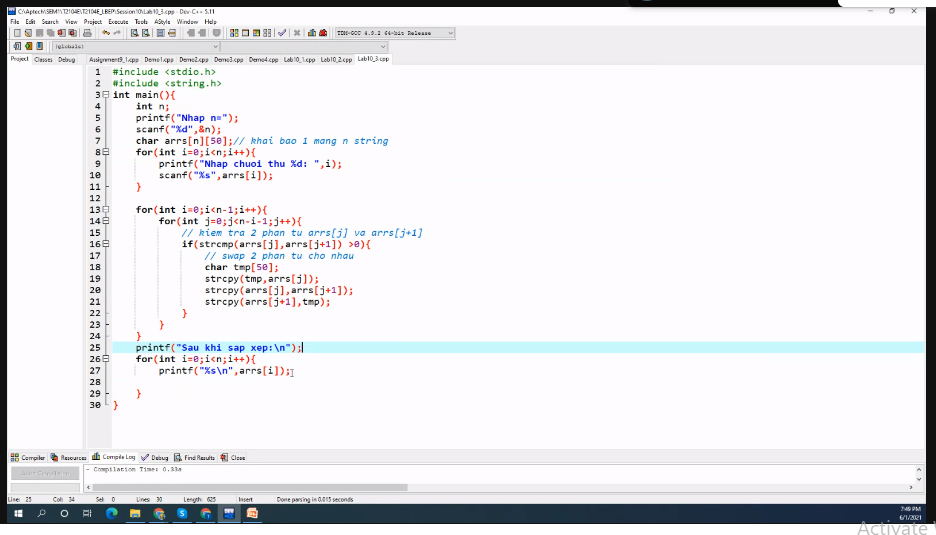 C:\Aptech\SEM1\T2104E\T2104E_LBEP\Session10\Lab10_3.cpp - Dev-C++ 5.11
File Edit Search View Project Execute Tools AStyle Window Help
TDM-GCC 4.9.2 64-bit Release
(globals)
Project Classes Debug Assignment9_1.cpp Demo1.cpp Demo2.cpp Demo3.cpp Demo4.cpp Lab10_1.cpp Lab10_2.cpp Lab10_3.cpp
1 #include <stdio.h>
2 #include <string.h>
3 int main(){
4 int n;
5 printf("Nhap n=");
6 scanf("%d",&n);
7 char arrs[n][50];// khai bao 1 mang n string
8 for(int i=0;i<n;i++){
9 printf("Nhap chuoi thu %d: ",i);
10 scanf("%s",arrs[i]);
11 }
12
13 for(int i=0;i<n-1;i++){
14 for(int j=0;j<n-i-1;j++){
15 // kiem tra 2 phan tu arrs[j] va arrs[j+1]
16 if(strcmp(arrs[j],arrs[j+1]) >0){
17 // swap 2 phan tu cho nhau
18 char tmp[50];
19 strcpy(tmp,arrs[j]);
20 strcpy(arrs[j],arrs[j+1]);
21 strcpy(arrs[j+1],tmp);
22 }
23 }
24 }
25 printf("Sau khi sap xep:\n");
26 for(int i=0;i<n;i++){
27 printf("%s\n",arrs[i]);
28
29 }
30 }
Compiler Resources Compile Log Debug Find Results Close
Abort Compilation
- Compilation Time: 0.33s
Line: 25 Col: 34 Sel: 0 Lines: 30 Length: 625 Insert Done parsing in 0.015 seconds
7:49 PM
6/1/2021
Activate